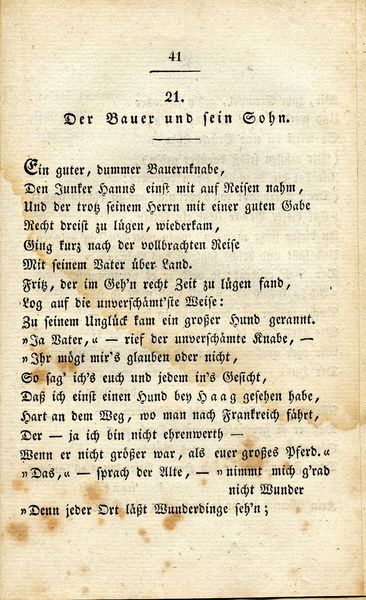 41
21.
Der Bauer und sein Sohn.
Ein guter, dummer Bauernknabe,
Den Junker Hanns einst mit auf Reisen nahm,
Und der trotz seinem Herrn mit einer guten Gabe
Recht dreist zu lügen, wiederkam,
Ging kurz nach der vollbrachten Reise
Mit seinem Vater über Land.
Fritz, der im Geh'n recht Zeit zu lügen fand,
Log auf die unverschämt'ste Weise:
Zu seinem Unglück kam ein großer Hund gerannt.
„Ja Vater,“ — rief der unverschämte Knabe, —
„Ihr mögt mir's glauben oder nicht,
So sag' ich's euch und jedem in's Gesicht,
Daß ich einst einen Hund bey Haag gesehen habe,
Hart an dem Weg, wo man nach Frankreich fährt,
Der — ja ich bin nicht ehrenwerth —
Wenn er nicht größer war, als euer großes Pferd.“
„Das,“ — sprach der Alte, — „nimmt mich g'rad
nicht Wunder
„Denn jeder Ort läßt Wunderdinge seh'n;